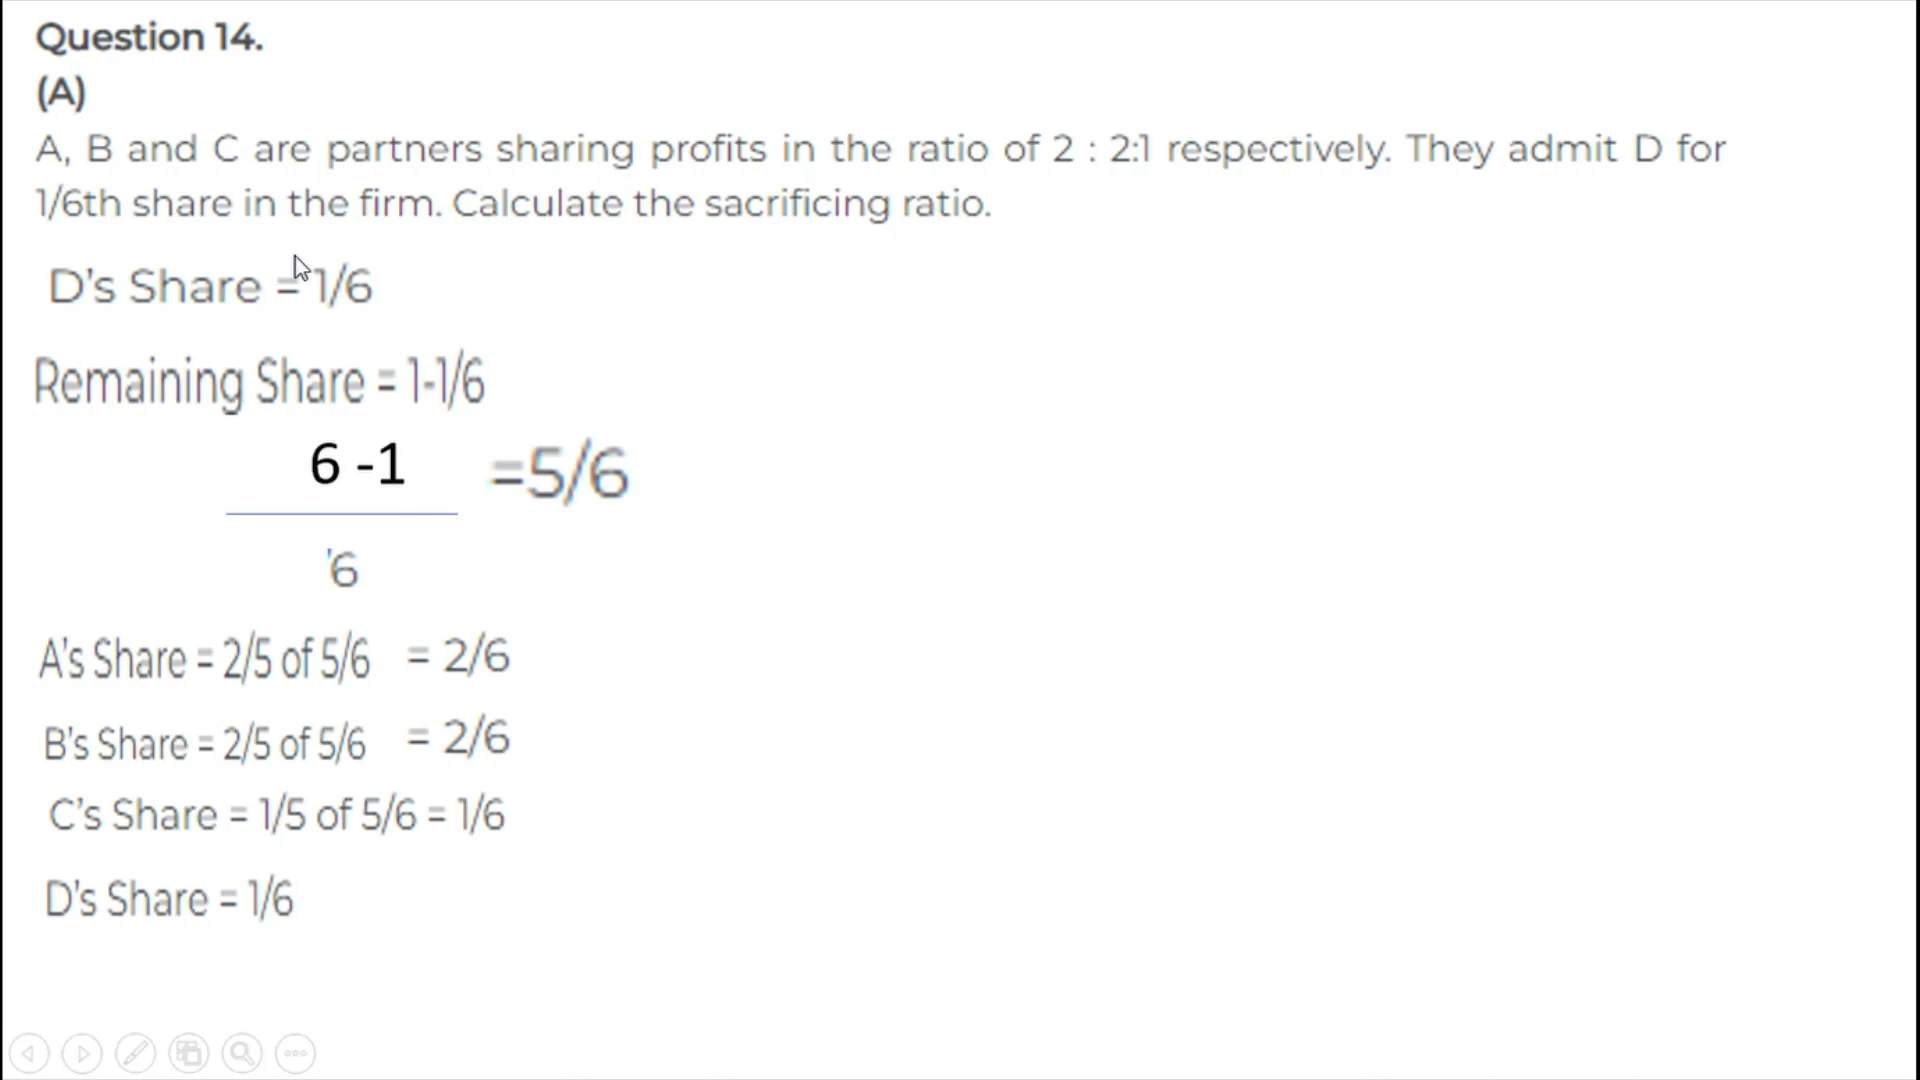 Question 14.
(A)
A, B and C are partners sharing profits in the ratio of 2 : 2:1 respectively. They admit D for
1/6th share in the firm. Calculate the sacrificing ratio.
D's Share = 1/6
Remaining Share = 1-1/6
6 -1 =5/6
'6
A's Share = 2/5 of 5/6 = 2/6
B's Share = 2/5 of 5/6 = 2/6
C's Share = 1/5 of 5/6 = 1/6
D's Share = 1/6